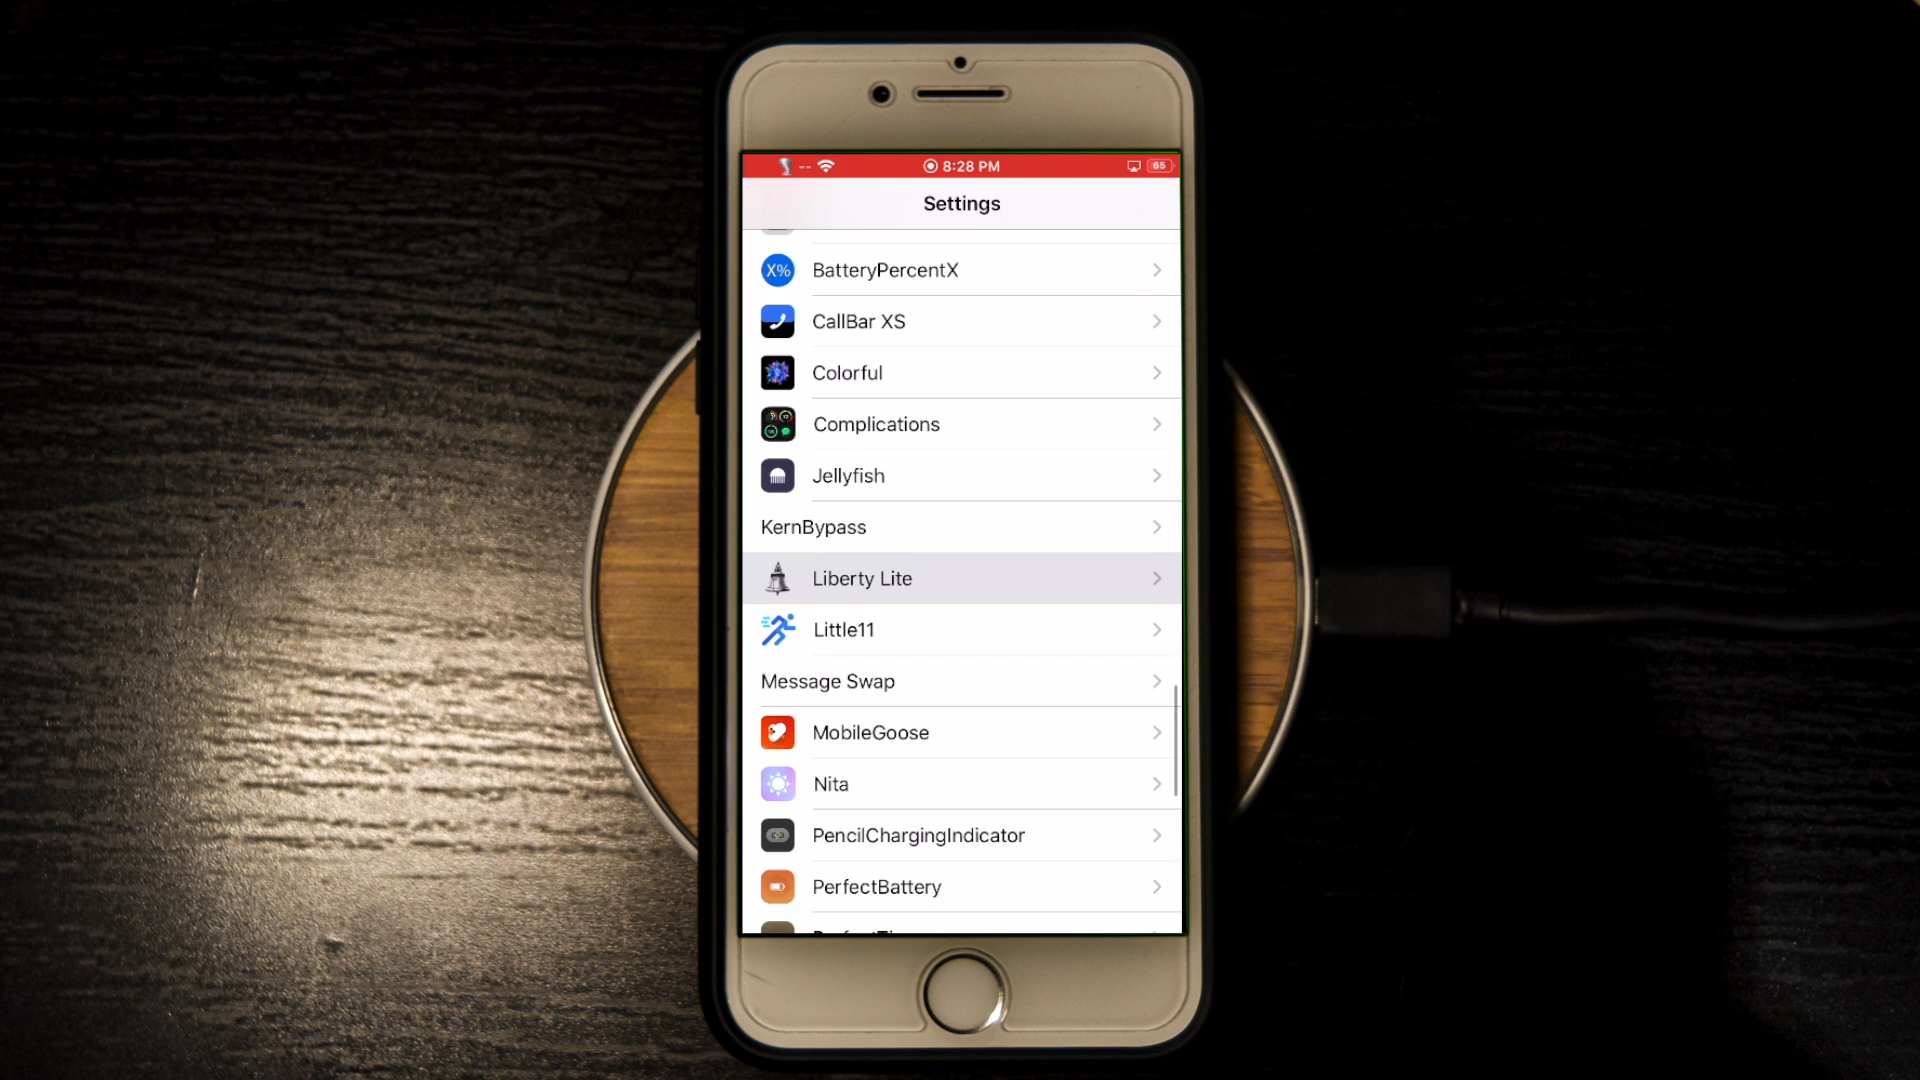 -- 8:28 PM 65
Settings
X% BatteryPercentX
CallBar XS
Colorful
Complications
Jellyfish
KernBypass
Liberty Lite
Little11
Message Swap
MobileGoose
Nita
PencilChargingIndicator
PerfectBattery